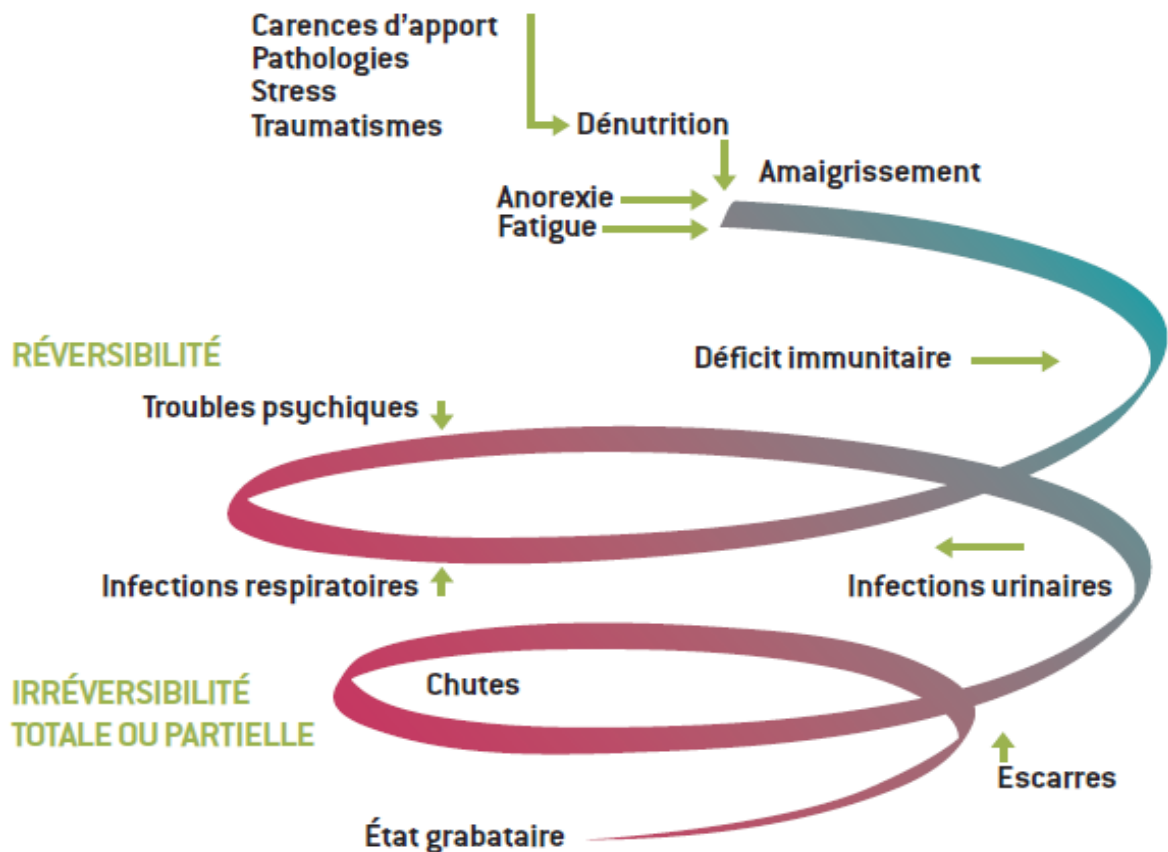 Carences d'apport
Pathologies
Stress
Traumatismes
Dénutrition
Amaigrissement
Anorexie
Fatigue
RÉVERSIBILITÉ
Déficit immunitaire
Troubles psychiques
Infections respiratoires
Infections urinaires
IRRÉVERSIBILITÉ
TOTALE OU PARTIELLE
Chutes
Escarres
État grabataire